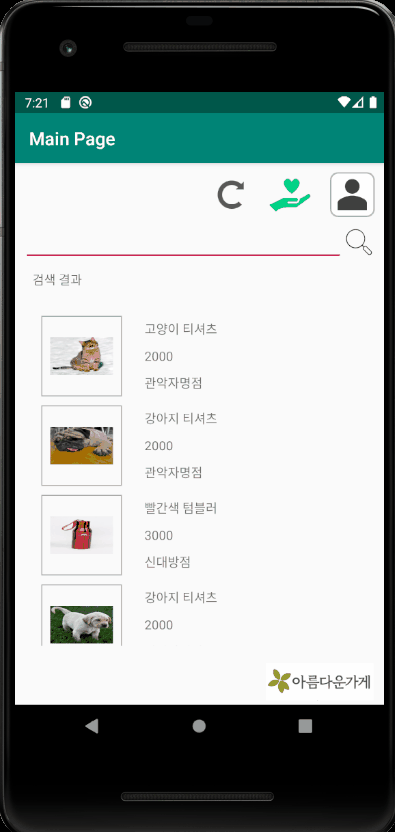 7:21
Main Page
검색 결과
고양이 티셔츠
2000
관악자명점
강아지 티셔츠
2000
관악자명점
빨간색 텀블러
3000
신대방점
강아지 티셔츠
2000
아름다운가게